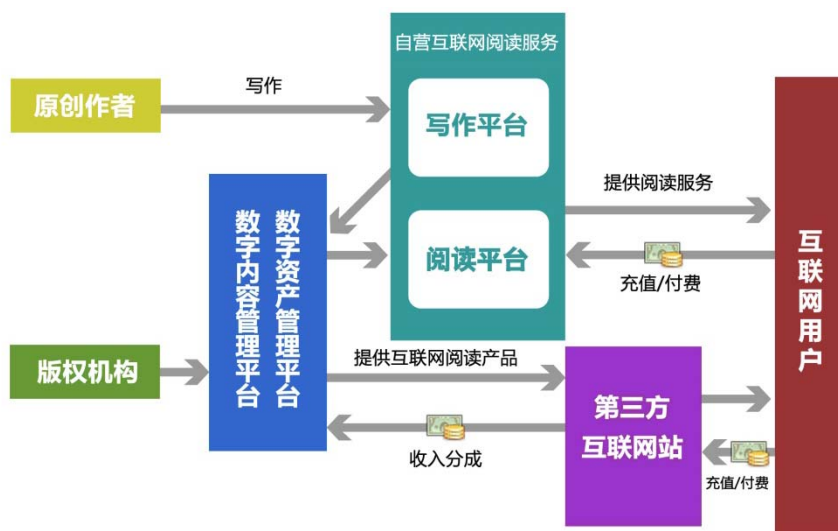 自营互联网阅读服务
原创作者
写作
写作平台
提供阅读服务
数字内容管理平台
数字资产管理平台
阅读平台
充值/付费
互联网用户
版权机构
提供互联网阅读产品
第三方
互联网站
收入分成
充值/付费